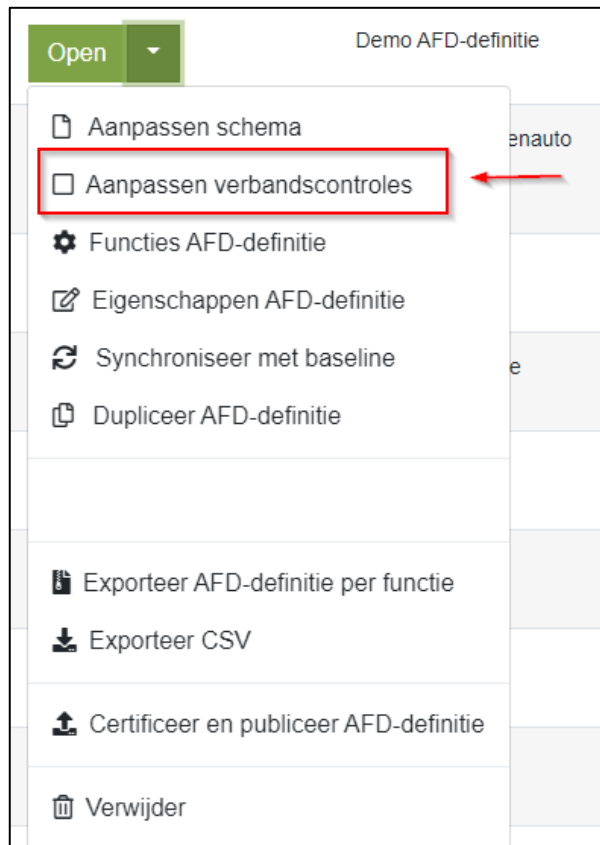 Open
Demo AFD-definitie
Aanpassen schema
enauto
Aanpassen verbandscontroles
Functies AFD-definitie
Eigenschappen AFD-definitie
Synchroniseer met baseline
e
Dupliceer AFD-definitie
Exporteer AFD-definitie per functie
Exporteer CSV
Certificeer en publiceer AFD-definitie
Verwijder